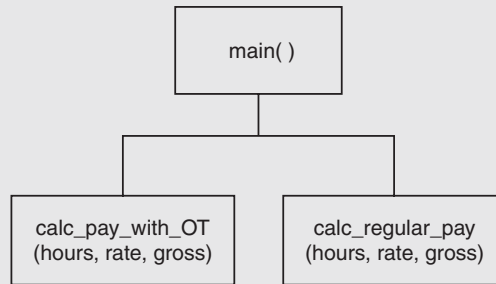 main( )
calc_pay_with_OT
(hours, rate, gross)
calc_regular_pay
(hours, rate, gross)